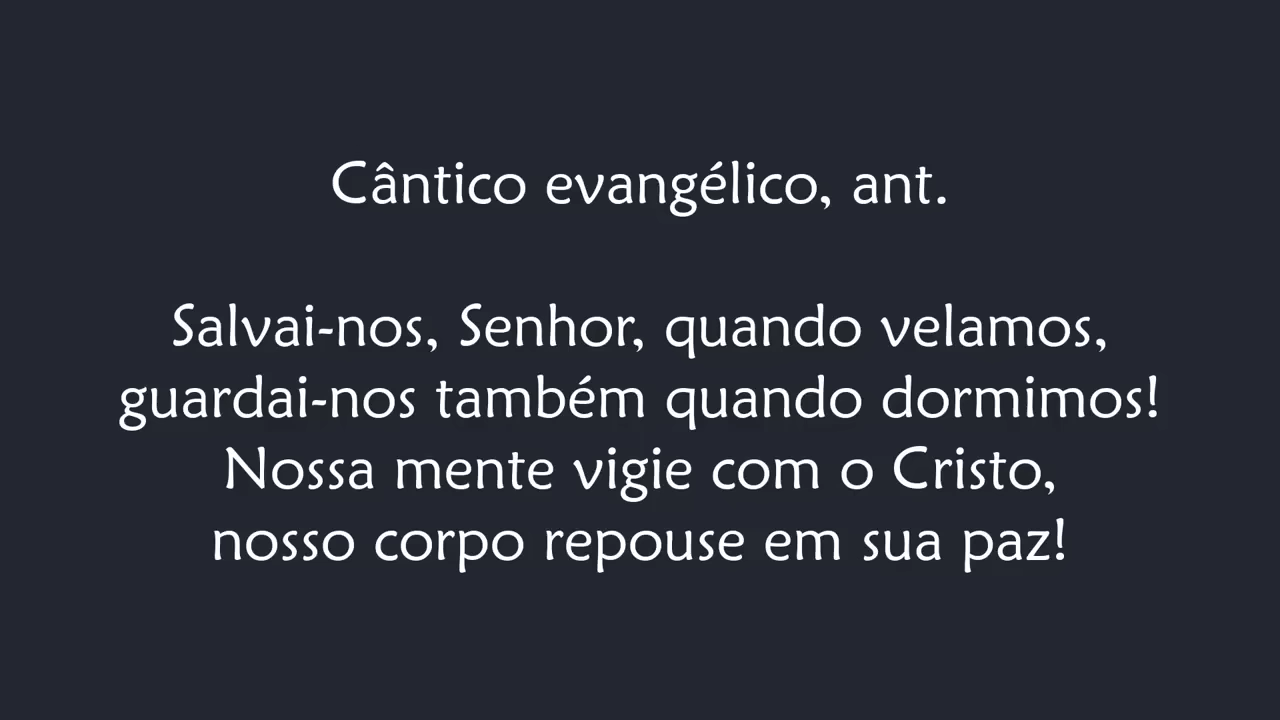 Cântico evangélico, ant.
Salvai-nos, Senhor, quando velamos,
guardai-nos também quando dormimos!
Nossa mente vigie com o Cristo,
nosso corpo repouse em sua paz!